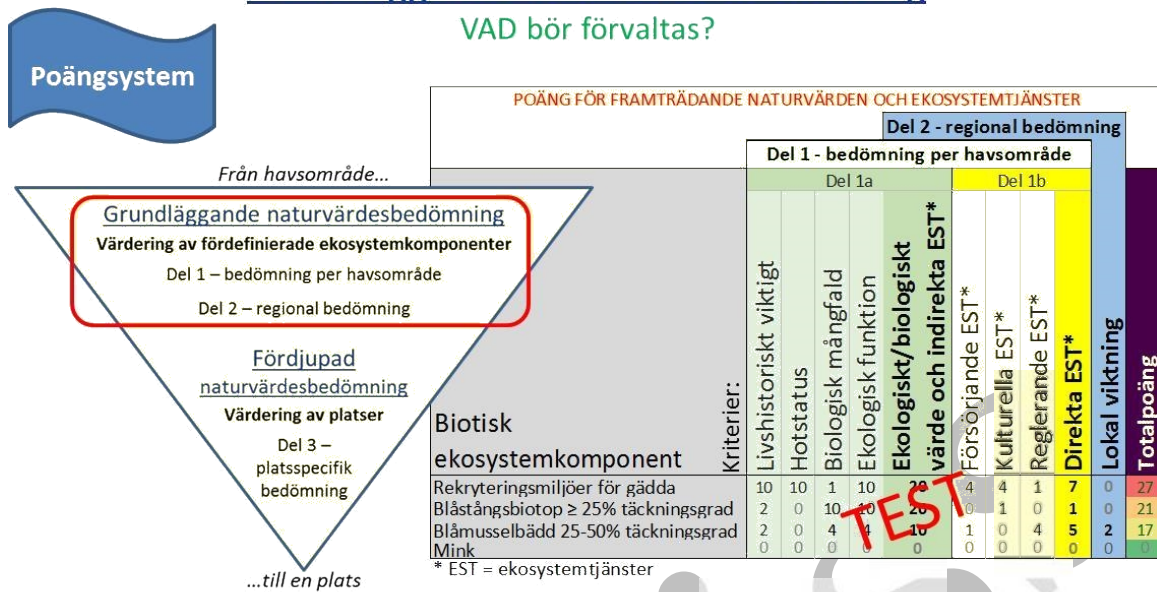 VAD bör förvaltas?
Poängsystem
Från havsområde...
Grundläggande naturvärdesbedömning
Värdering av fördefinierade ekosystemkomponenter
Del 1 – bedömning per havsområde
Del 2 – regional bedömning
Fördjupad
naturvärdesbedömning
Värdering av platser
Del 3 –
platsspecifik
bedömning
...till en plats
POÄNG FÖR FRAMTRÄDANDE NATURVÄRDEN OCH EKOSYSTEMTJÄNSTER
Del 2 - regional bedömning
Del 1 - bedömning per havsområde
Del 1a Del 1b
Biotisk
ekosystemkomponent
Kriterier:
Livshistoriskt viktigt
Hotstatus
Biologisk mångfald
Ekologisk funktion
Ekologiskt/biologiskt
värde och indirekta EST*
Försörjande EST*
Kulturella EST*
Reglerande EST*
Direkta EST*
Lokal viktning
Totalpoäng
Rekryteringsmiljöer för gädda 10 10 1 10 20 4 4 1 7 0 27
Blåstångsbiotop ≥ 25% täckningsgrad 2 0 10 10 20 0 1 0 1 0 21
Blåmusselbädd 25-50% täckningsgrad 2 0 4 4 10 1 0 4 5 2 17
Mink 0 0 0 0 0 0 0 0 0 0 0
TEST
* EST = ekosystemtjänster